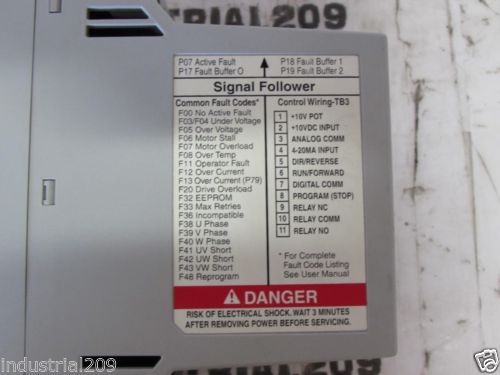 INDUSTRIAL209
P07 Active Fault
P17 Fault Buffer O
P18 Fault Buffer 1
P19 Fault Buffer 2
Signal Follower
Common Fault Codes*
F00 No Active Fault
F03/F04 Under Voltage
F05 Over Voltage
F06 Motor Stall
F07 Motor Overload
F08 Over Temp
F11 Operator Fault
F12 Over Current
F13 Over Current (P79)
F20 Drive Overload
F32 EEPROM
F33 Max Retries
F36 Incompatible
F38 U Phase
F39 V Phase
F40 W Phase
F41 UV Short
F42 UW Short
F43 VW Short
F48 Reprogram
Control Wiring-TB3
1 +10V POT
2 +10VDC INPUT
3 ANALOG COMM
4 4-20MA INPUT
5 DIR/REVERSE
6 RUN/FORWARD
7 DIGITAL COMM
8 PROGRAM (STOP)
9 RELAY NC
10 RELAY COMM
11 RELAY NO
* For Complete
Fault Code Listing
See User Manual
DANGER
RISK OF ELECTRICAL SHOCK. WAIT 3 MINUTES
AFTER REMOVING POWER BEFORE SERVICING.
industrial209